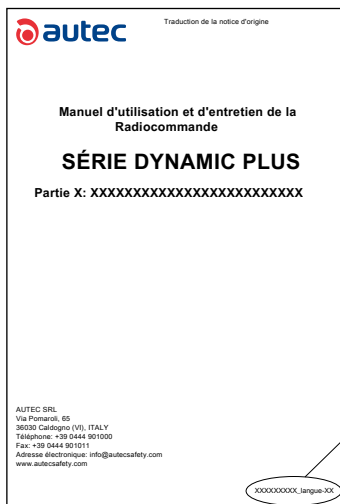 autec
Traduction de la notice d'origine
Manuel d'utilisation et d'entretien de la
Radiocommande
SÉRIE DYNAMIC PLUS
Partie X: XXXXXXXXXXXXXXXXXXXXXXXXX
AUTEC SRL
Via Pomaroli, 65
36030 Caldogno (VI), ITALY
Téléphone: +39 0444 901000
Fax: +39 0444 901011
Adresse électronique: info@autecsafety.com
www.autecsafety.com
XXXXXXXXX_langue-XX